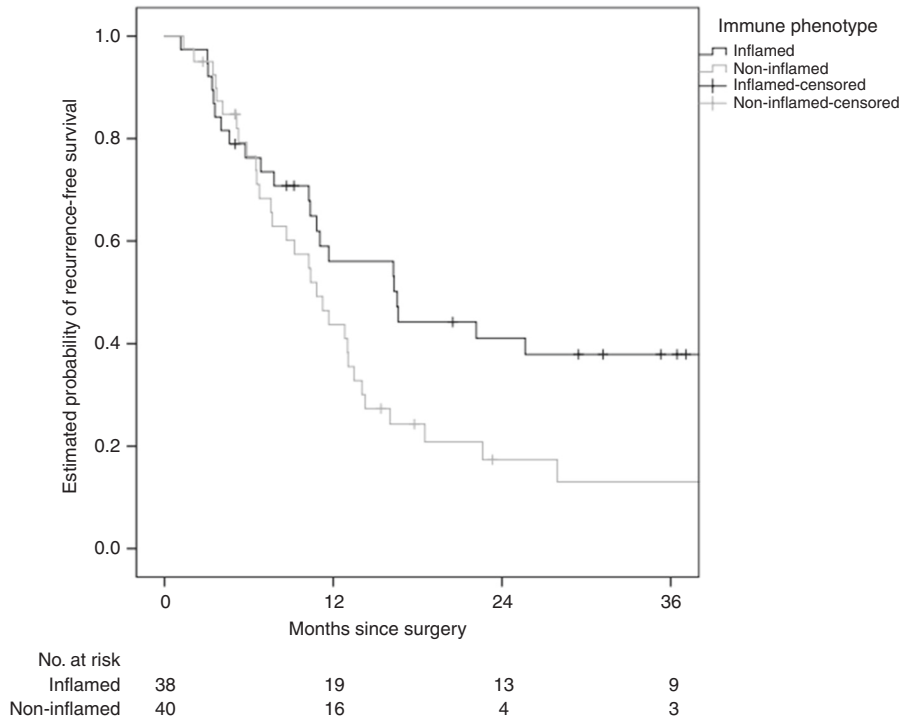 Immune phenotype
Inflamed
Non-inflamed
Inflamed-censored
Non-inflamed-censored
Estimated probability of recurrence-free survival
1.0
0.8
0.6
0.4
0.2
0.0
0 12 24 36
Months since surgery
No. at risk
Inflamed 38 19 13 9
Non-inflamed 40 16 4 3